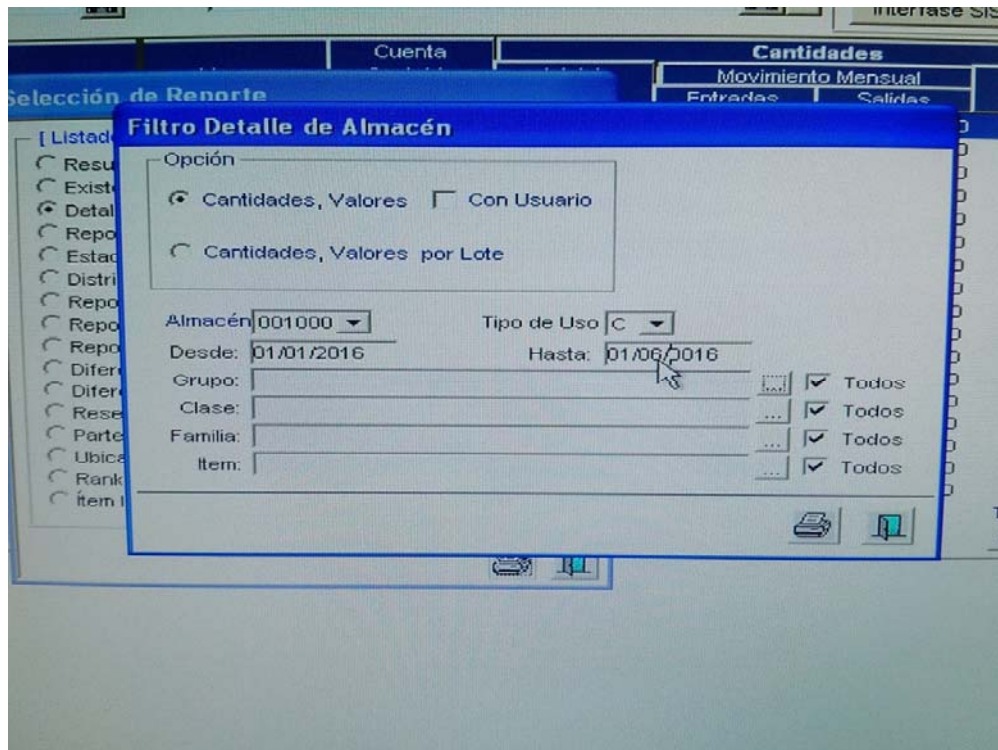 Interfase SIS
Cuenta
Cantidades
Movimiento Mensual
Entradas Salidas
Selección de Reporte
Filtro Detalle de Almacén
[ Listad
Resu
Exist
Detal
Repo
Estad
Distri
Repo
Repo
Repo
Difere
Difere
Rese
Parte
Ubica
Rank
Ítem
Opción
Cantidades, Valores Con Usuario
Cantidades, Valores por Lote
Almacén 001000 Tipo de Uso C
Desde: 01/01/2016 Hasta: 01/06/2016
Grupo: ... Todos
Clase: ... Todos
Familia: ... Todos
Item: ... Todos